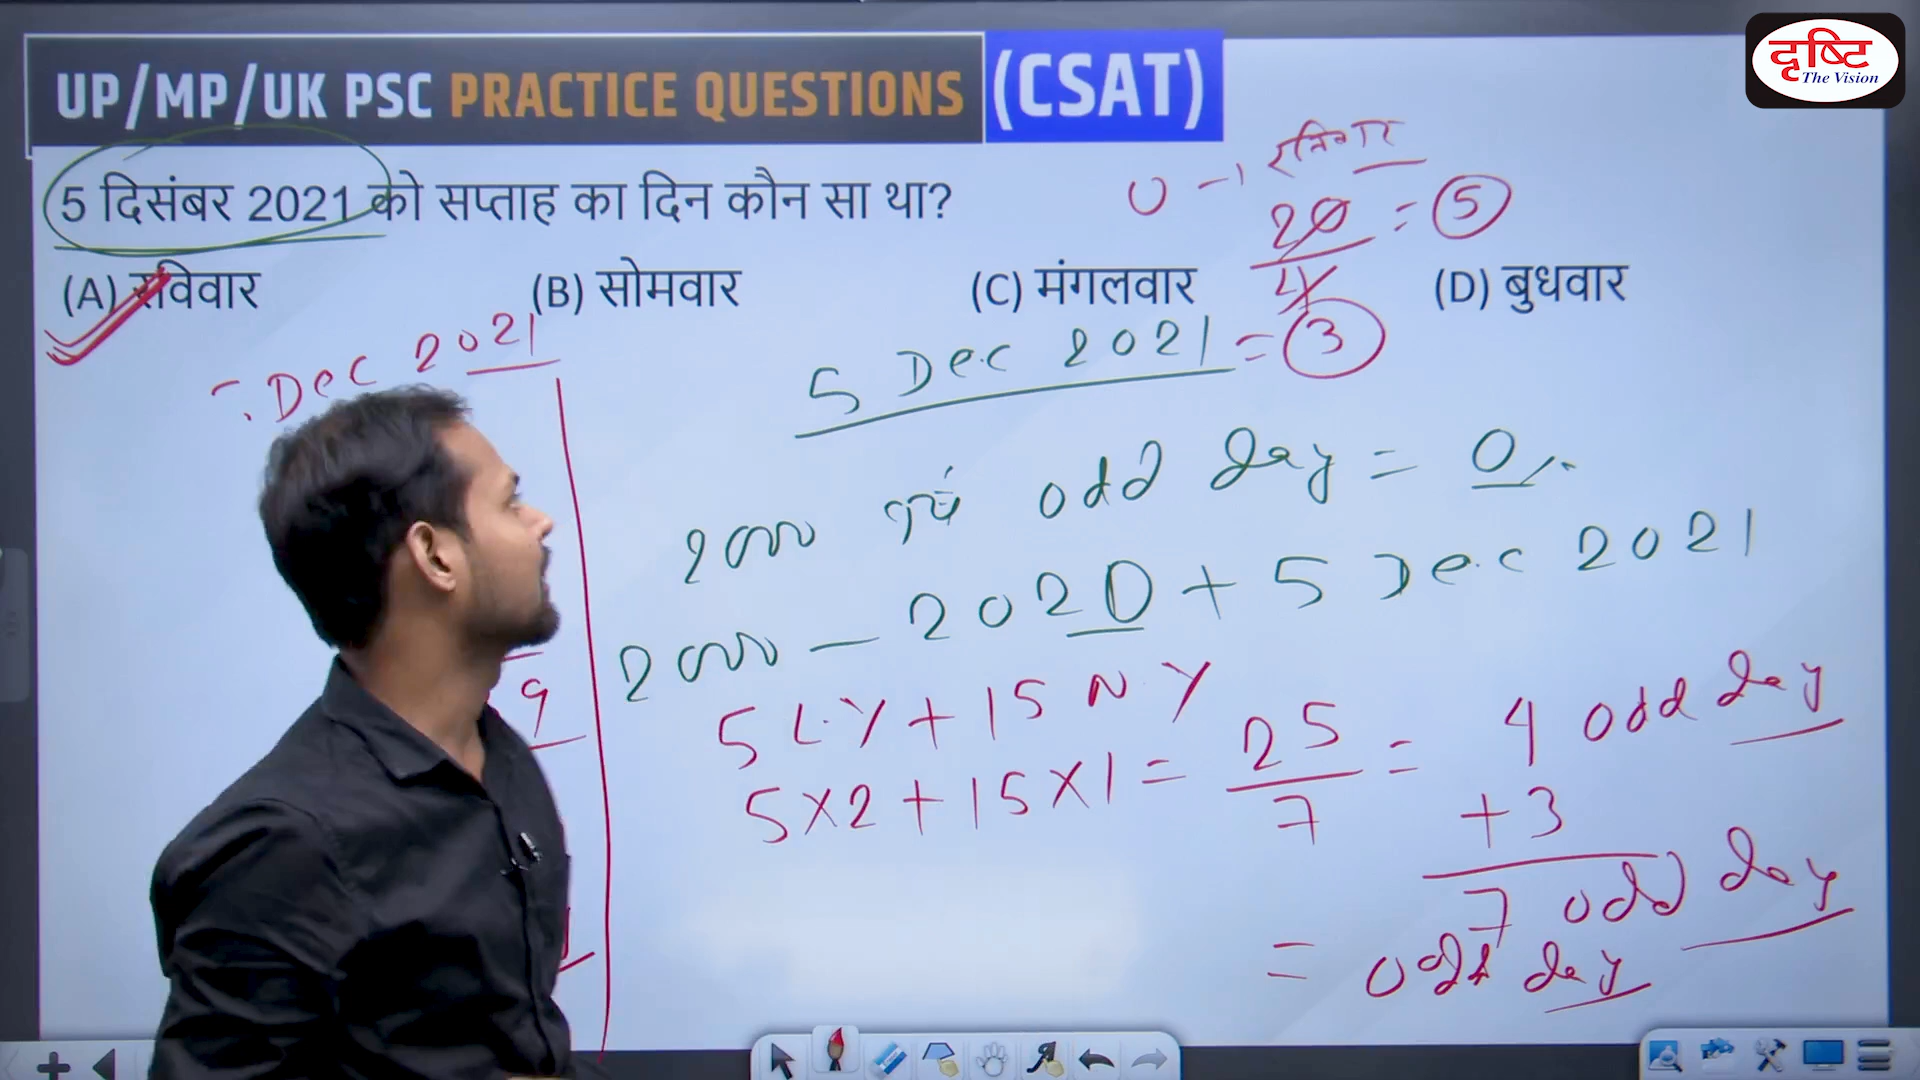 दृष्टि
The Vision
UP/MP/UK PSC PRACTICE QUESTIONS (CSAT)
5 दिसंबर 2021 को सप्ताह का दिन कौन सा था?
0 → रविवार
20/4 = 5
(A) रविवार (B) सोमवार (C) मंगलवार (D) बुधवार
Dec 2021
5 Dec 2021 = 3
2000 odd day = 0
2000 — 2020 + 5 Dec 2021
9
5 L.Y + 15 N Y
5×2 + 15×1 = 25/7 = 4 odd day
+3
7 odd day
= 0 odd day